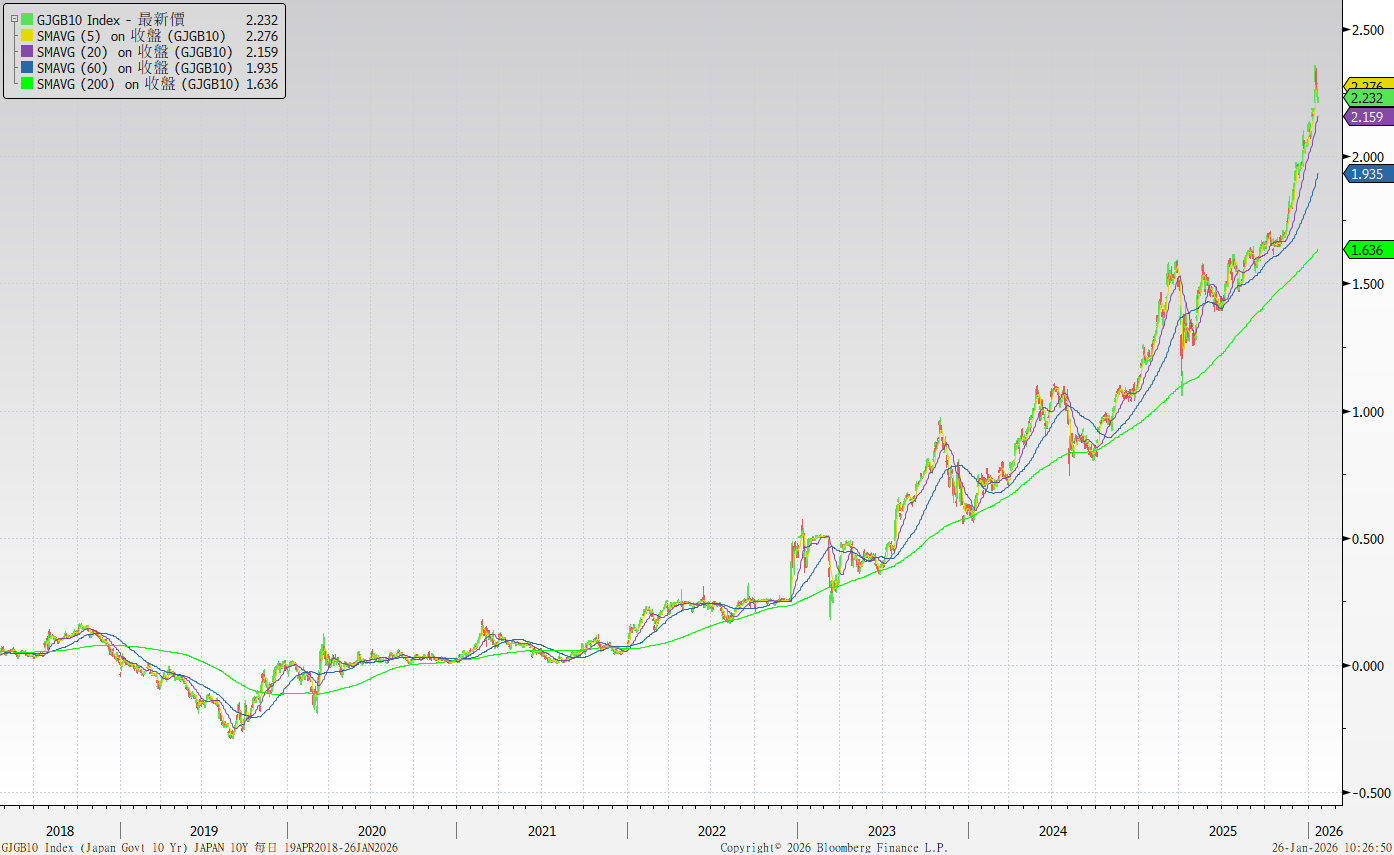 GJGB10 Index - 最新價 2.232
SMAVG (5) on 收盤 (GJGB10) 2.276
SMAVG (20) on 收盤 (GJGB10) 2.159
SMAVG (60) on 收盤 (GJGB10) 1.935
SMAVG (200) on 收盤 (GJGB10) 1.636
2.500
2.276
2.232
2.159
2.000
1.935
1.636
1.500
1.000
0.500
0.000
-0.500
2018 2019 2020 2021 2022 2023 2024 2025 2026
GJGB10 Index (Japan Govt 10 Yr) JAPAN 10Y 每日 19APR2018-26JAN2026 Copyright© 2026 Bloomberg Finance L.P. 26-Jan-2026 10:26:50